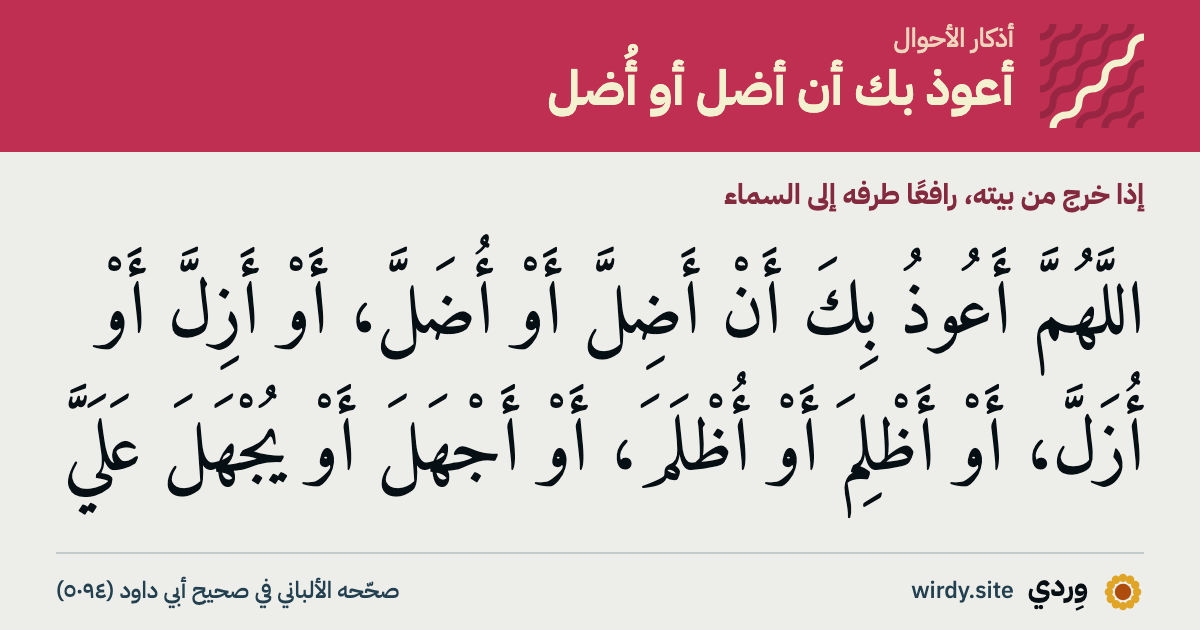 أذكار الأحوال
أعوذ بك أن أضل أو أُضل
إذا خرج من بيته، رافعًا طرفه إلى السماء
اللَّهُمَّ أَعُوذُ بِكَ أَنْ أَضِلَّ أَوْ أُضَلَّ، أَوْ أَزِلَّ أَوْ
أُزَلَّ، أَوْ أَظْلِمَ أَوْ أُظْلَمَ، أَوْ أَجْهَلَ أَوْ يُجْهَلَ عَلَيَّ
وِردي wirdy.site
صحّحه الألباني في صحيح أبي داود (٥٠٩٤)